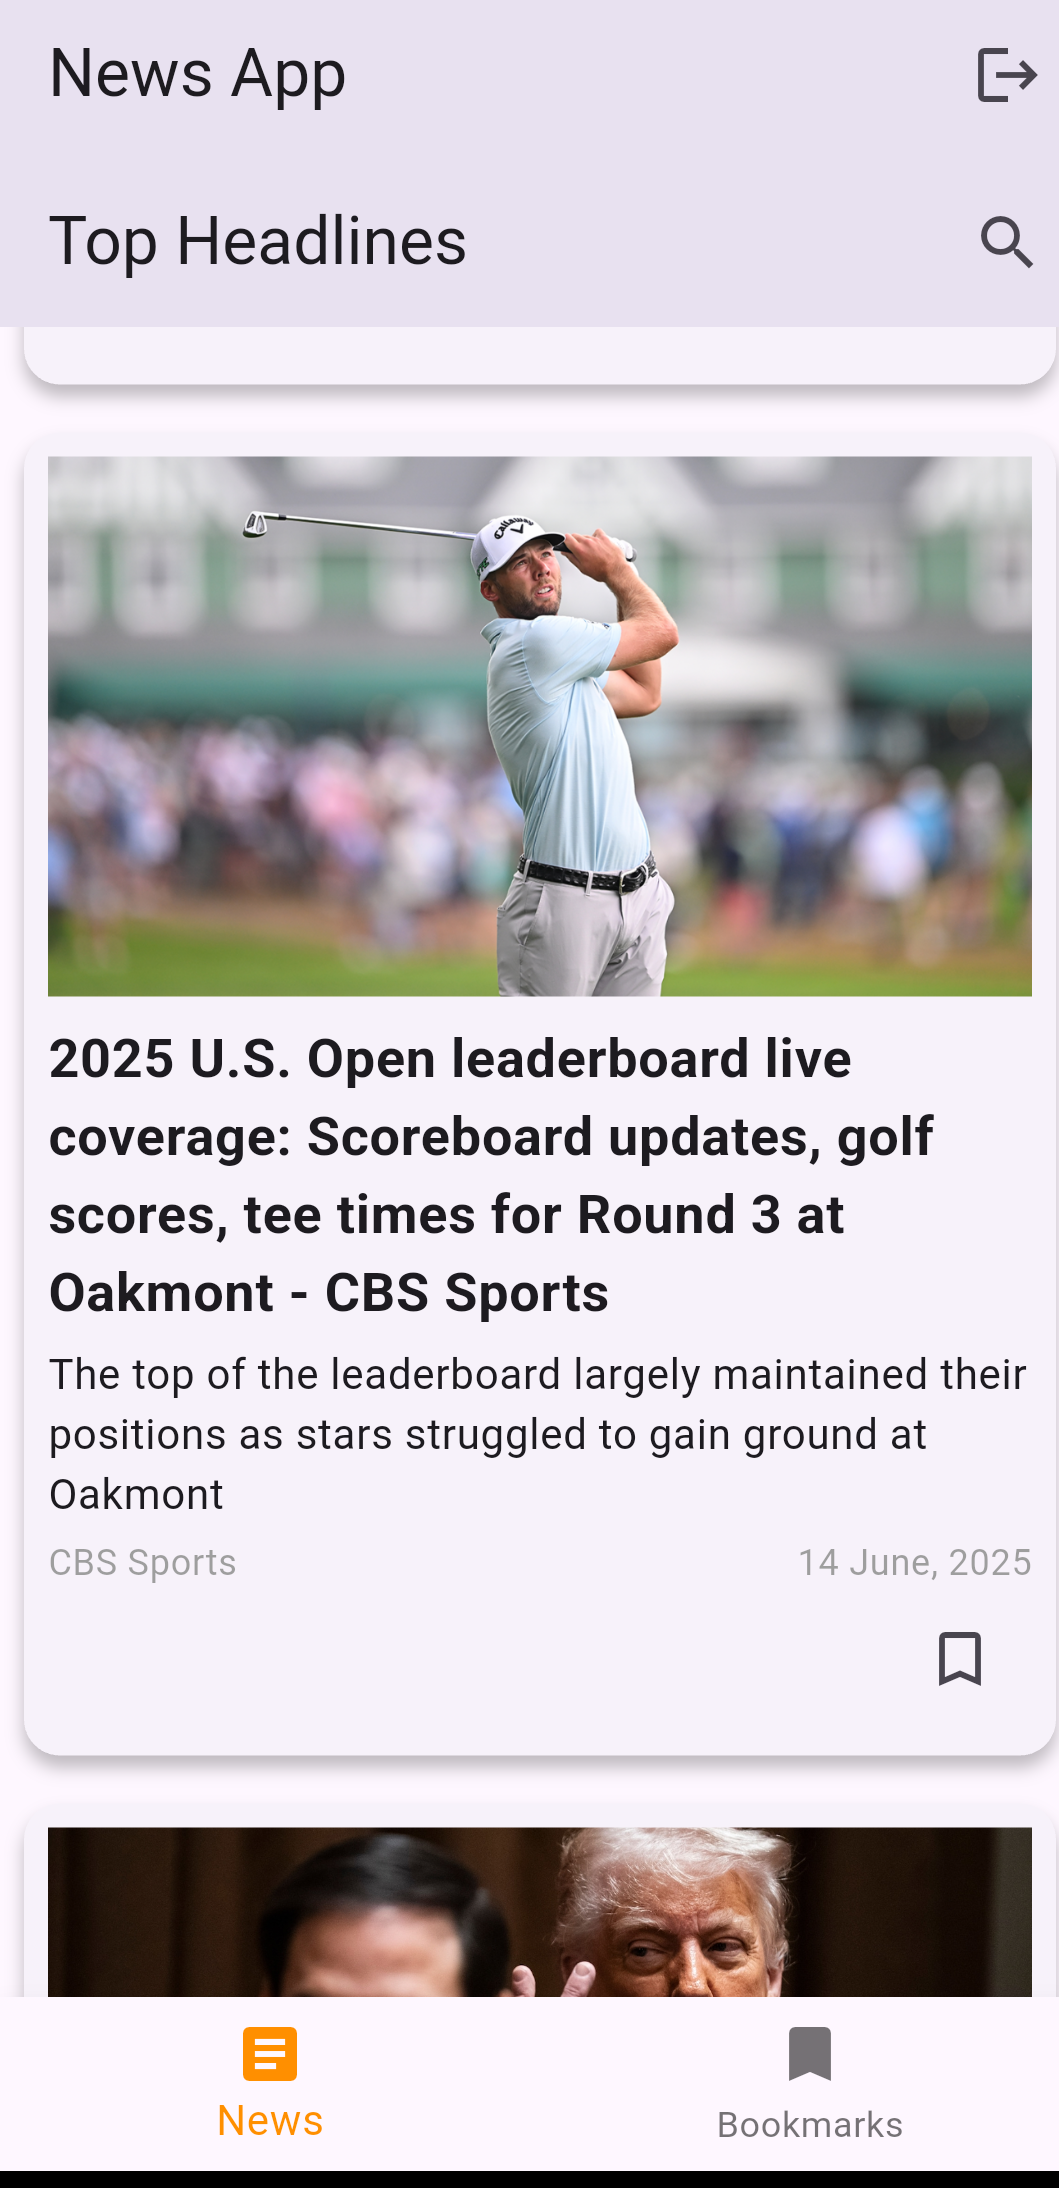 News App
Top Headlines
Callaway
2025 U.S. Open leaderboard live
coverage: Scoreboard updates, golf
scores, tee times for Round 3 at
Oakmont - CBS Sports
The top of the leaderboard largely maintained their
positions as stars struggled to gain ground at
Oakmont
CBS Sports
14 June, 2025
News
Bookmarks